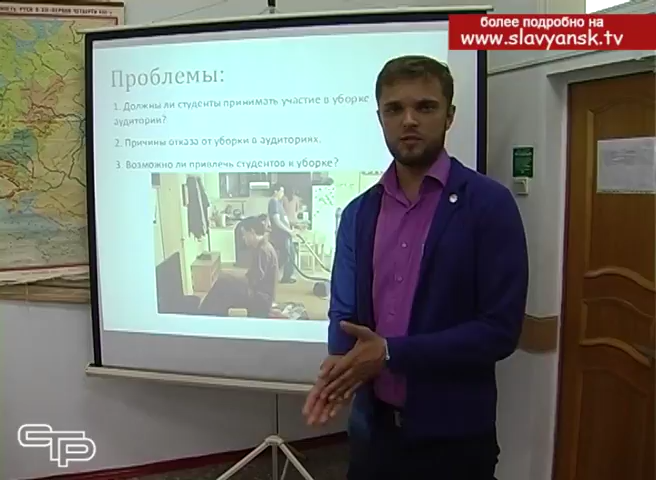 более подробно на
www.slavyansk.tv
Проблемы:
1. Должны ли студенты принимать участие в уборке
аудитории?
2. Причины отказа от уборки в аудиториях.
3. Возможно ли привлечь студентов к уборке?
СТР